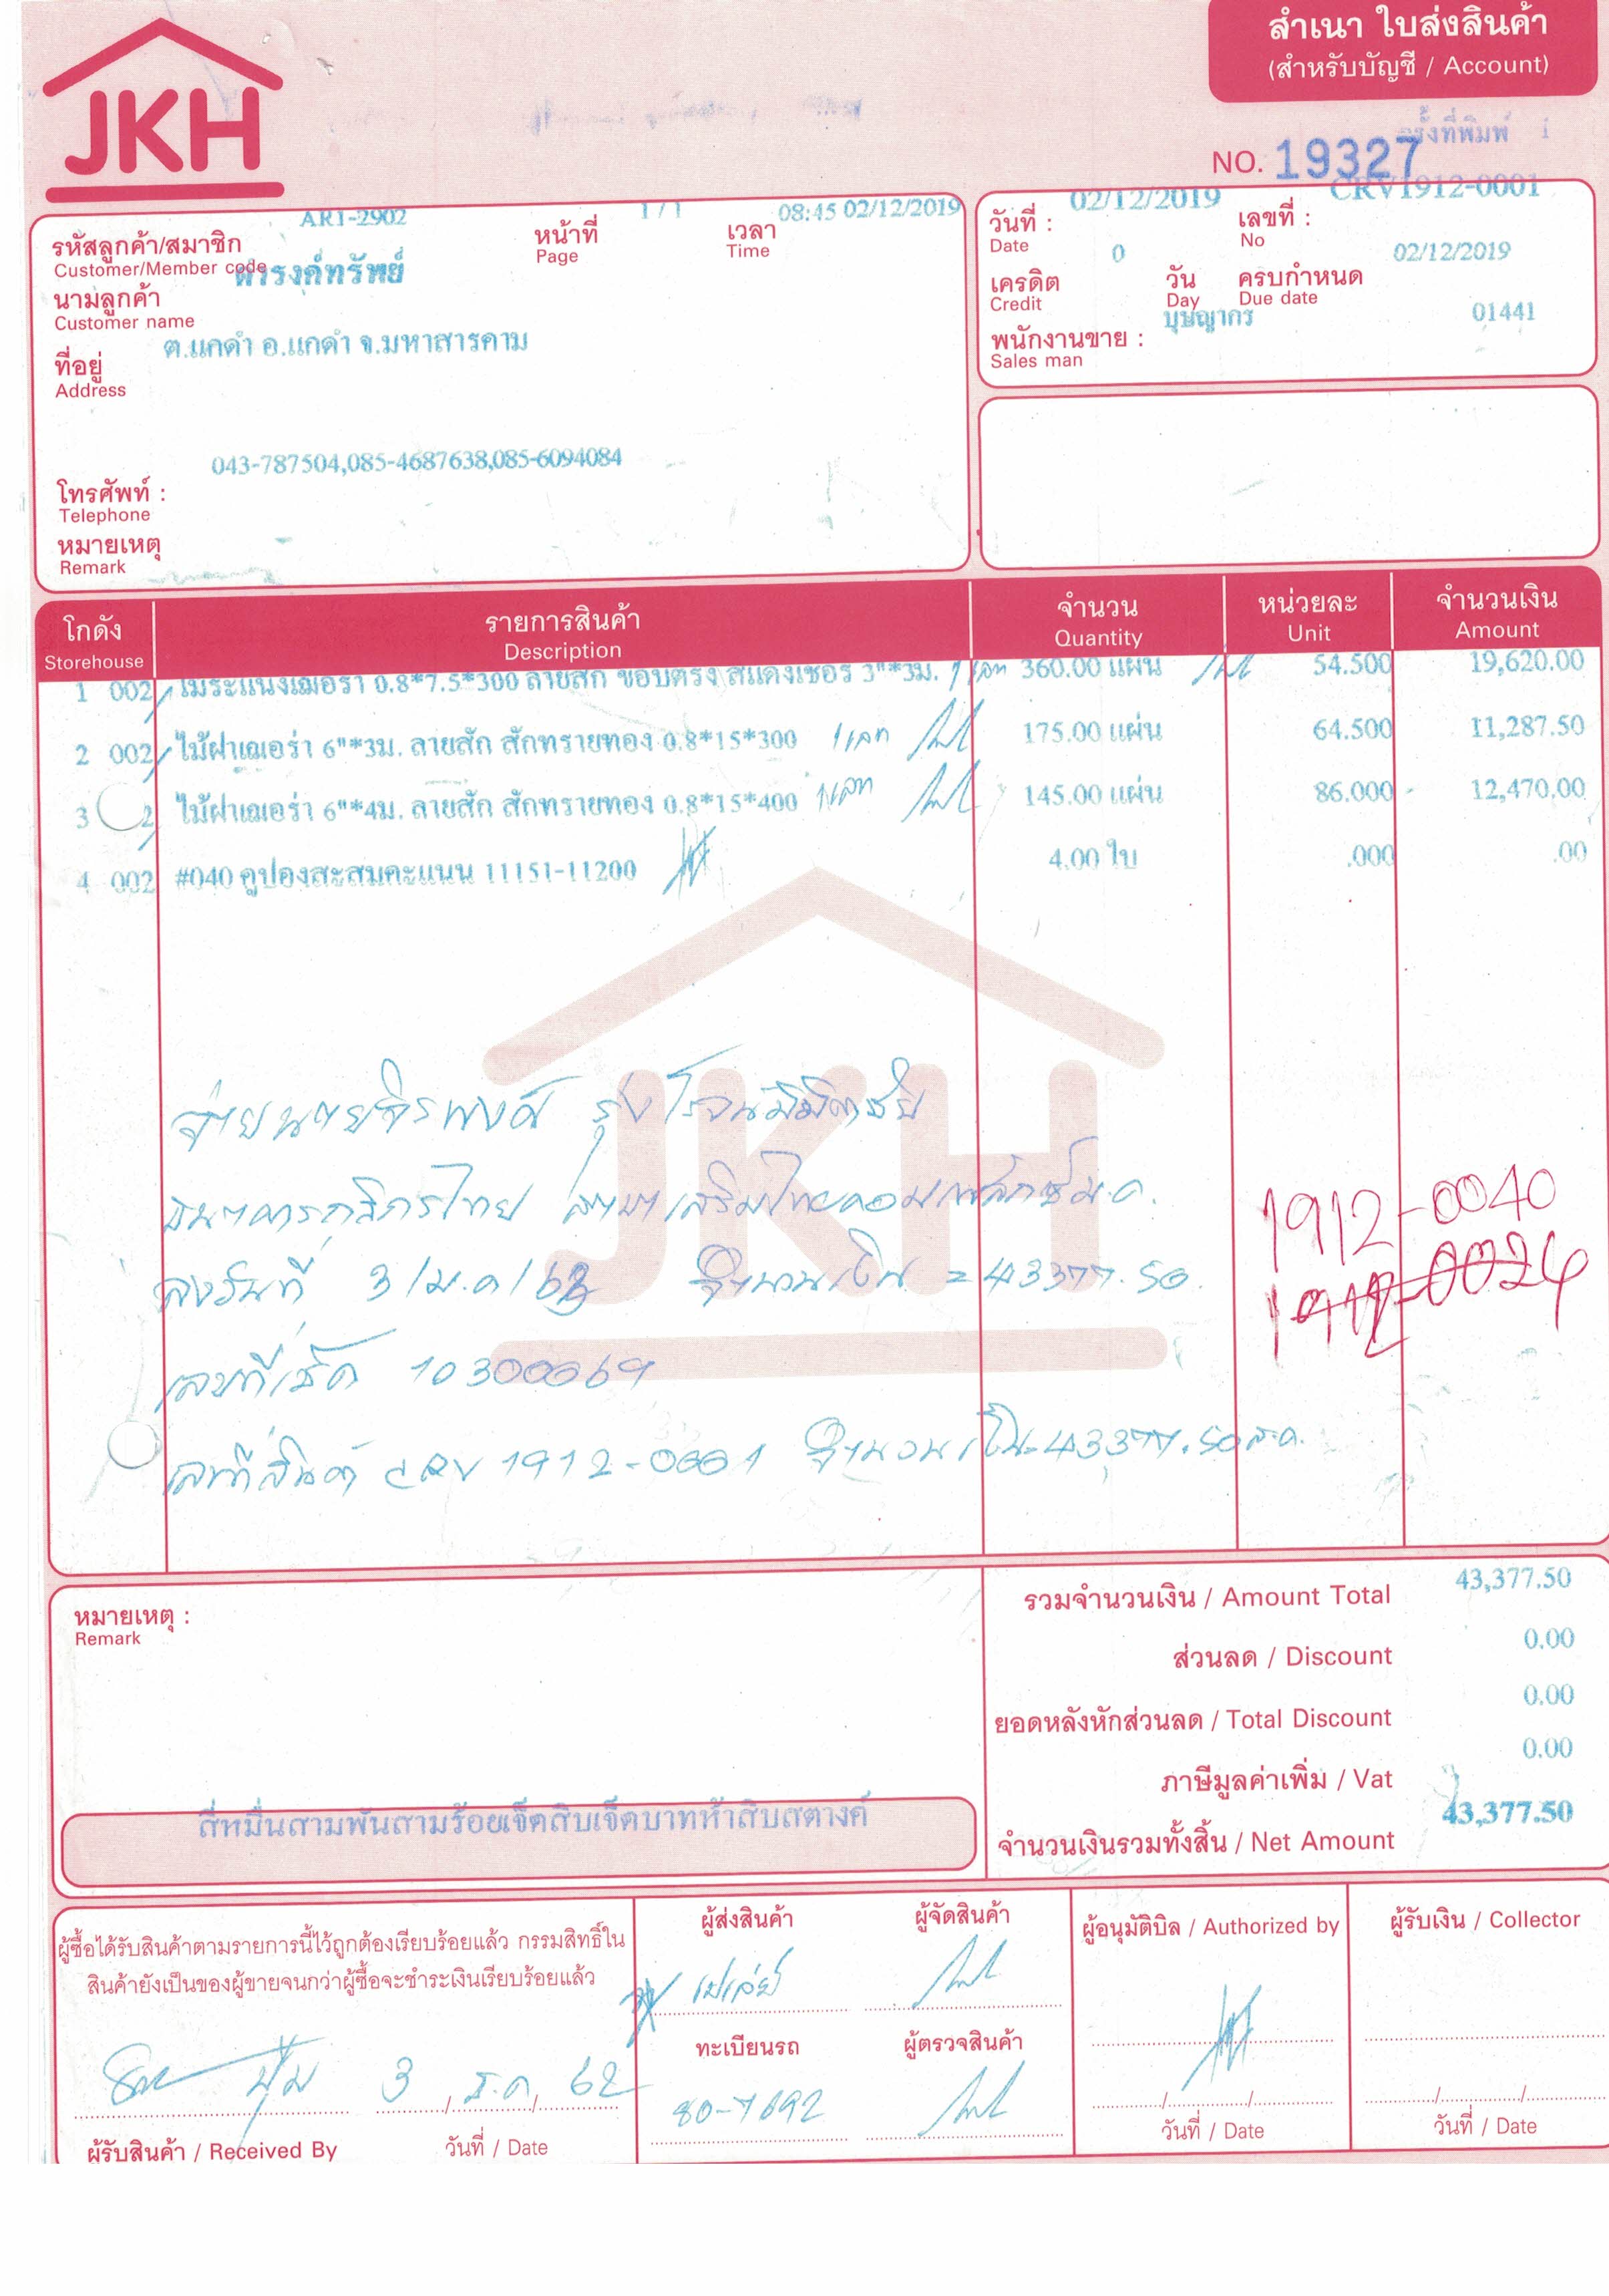 JKH
สำเนา ใบส่งสินค้า
(สำหรับบัญชี / Account)
ครั้งที่พิมพ์ 1
NO. 19327
รหัสลูกค้า/สมาชิก AR1-2902 หน้าที่ 1 / 1 เวลา 08:45 02/12/2019
Customer/Member code Page Time
นามลูกค้า ดำรงค์ทรัพย์
Customer name
ที่อยู่ ต.แกดำ อ.แกดำ จ.มหาสารคาม
Address
043-787504,085-4687638,085-6094084
โทรศัพท์ :
Telephone
หมายเหตุ
Remark
วันที่ : 02/12/2019 เลขที่ : CRV1912-0001
Date No
เครดิต 0 วัน ครบกำหนด 02/12/2019
Credit Day Due date
พนักงานขาย : บุษญากร 01441
Sales man
โกดัง รายการสินค้า จำนวน หน่วยละ จำนวนเงิน
Storehouse Description Quantity Unit Amount
1 002 ไม้ระแนงเฌอร่า 0.8*7.5*300 ลายสัก ขอบตรง สีแดงเชอรี่ 3"*3ม. 360.00 แผ่น 54.500 19,620.00
2 002 ไม้ฝาเฌอร่า 6"*3ม. ลายสัก สักทรายทอง 0.8*15*300 175.00 แผ่น 64.500 11,287.50
3 2 ไม้ฝาเฌอร่า 6"*4ม. ลายสัก สักทรายทอง 0.8*15*400 145.00 แผ่น 86.000 12,470.00
4 002 #040 คูปองสะสมคะแนน 11151-11200 4.00 ใบ .000 .00
JKH
ธนาคารกสิกรไทย สาขาเสริมไทยคอมเพล็กซ์ ม.ค.
1912-0040
ลงวันที่ 3/ม.ค/63 จำนวนเงิน = 43377.50
1912-0024
เลขที่เช็ค 10300069
เลขที่สินค้า CRV 1912-0001 จำนวนเงิน=43,377.50 ส.ต.
หมายเหตุ :
Remark
รวมจำนวนเงิน / Amount Total 43,377.50
ส่วนลด / Discount 0.00
ยอดหลังหักส่วนลด / Total Discount 0.00
ภาษีมูลค่าเพิ่ม / Vat 0.00
จำนวนเงินรวมทั้งสิ้น / Net Amount 43,377.50
สี่หมื่นสามพันสามร้อยเจ็ดสิบเจ็ดบาทห้าสิบสตางค์
ผู้ซื้อได้รับสินค้าตามรายการนี้ไว้ถูกต้องเรียบร้อยแล้ว กรรมสิทธิ์ใน
สินค้ายังเป็นของผู้ขายจนกว่าผู้ซื้อจะชำระเงินเรียบร้อยแล้ว
3 / ธ.ค / 62
ผู้รับสินค้า / Received By วันที่ / Date
ผู้ส่งสินค้า ผู้จัดสินค้า
ทะเบียนรถ ผู้ตรวจสินค้า
80-7692
ผู้อนุมัติบิล / Authorized by
วันที่ / Date
ผู้รับเงิน / Collector
วันที่ / Date